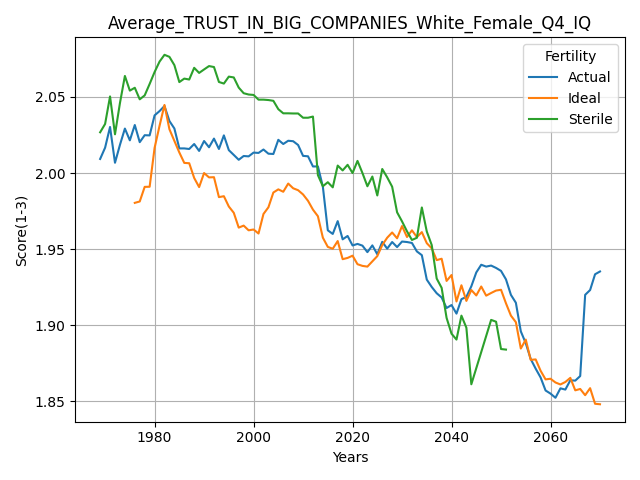 Average_TRUST_IN_BIG_COMPANIES_White_Female_Q4_IQ
Fertility
Actual
Ideal
Sterile
Score(1-3)
2.05
2.00
1.95
1.90
1.85
1980
2000
2020
2040
2060
Years